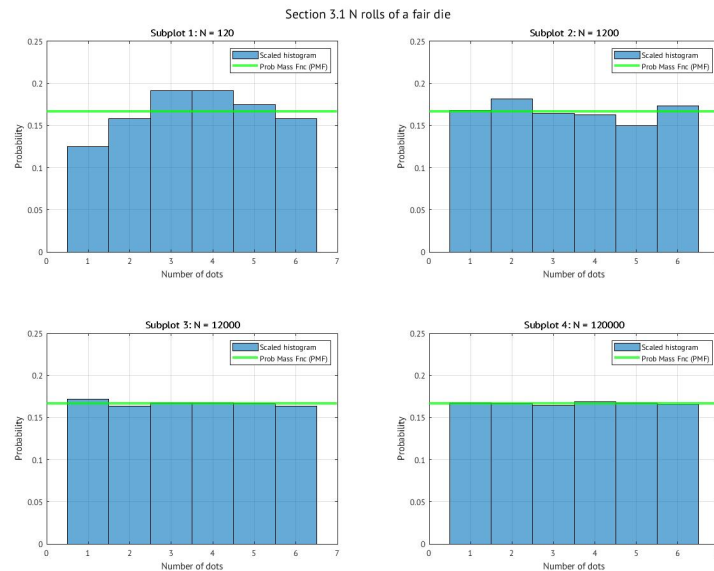 Section 3.1 N rolls of a fair die
Subplot 1: N = 120
0.25
0.2
0.15
0.1
0.05
0
Probability
Scaled histogram
Prob Mass Fnc (PMF)
0 1 2 3 4 5 6 7
Number of dots
Subplot 2: N = 1200
0.25
0.2
0.15
0.1
0.05
0
Probability
Scaled histogram
Prob Mass Fnc (PMF)
0 1 2 3 4 5 6
Number of dots
Subplot 3: N = 12000
0.25
0.2
0.15
0.1
0.05
0
Probability
Scaled histogram
Prob Mass Fnc (PMF)
0 1 2 3 4 5 6 7
Number of dots
Subplot 4: N = 120000
0.25
0.2
0.15
0.1
0.05
0
Probability
Scaled histogram
Prob Mass Fnc (PMF)
0 1 2 3 4 5 6
Number of dots